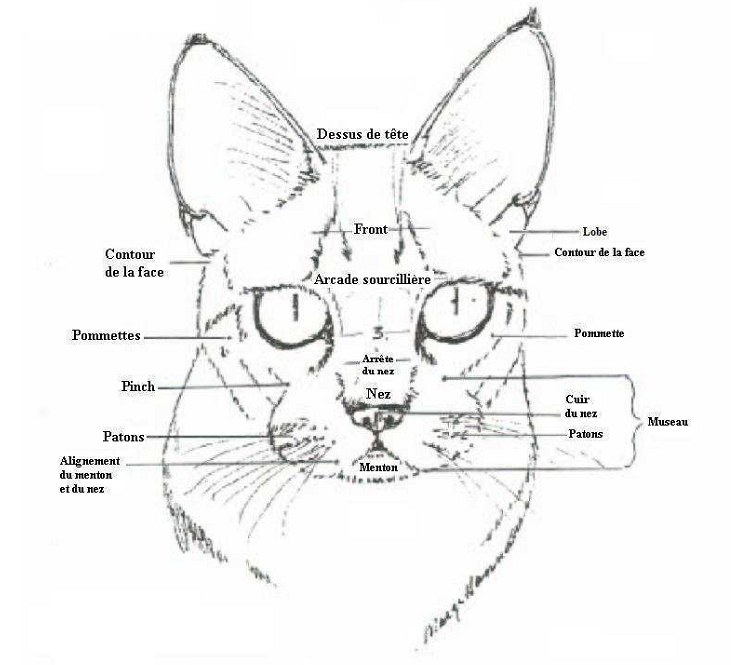 Dessus de tête
Front
Lobe
Contour
de la face
Contour de la face
Arcade sourcillière
Pommettes
3
Pommette
Arrête
du nez
Pinch
Nez
Cuir
du nez
Museau
Patons
Patons
Alignement
du menton
et du nez
Menton